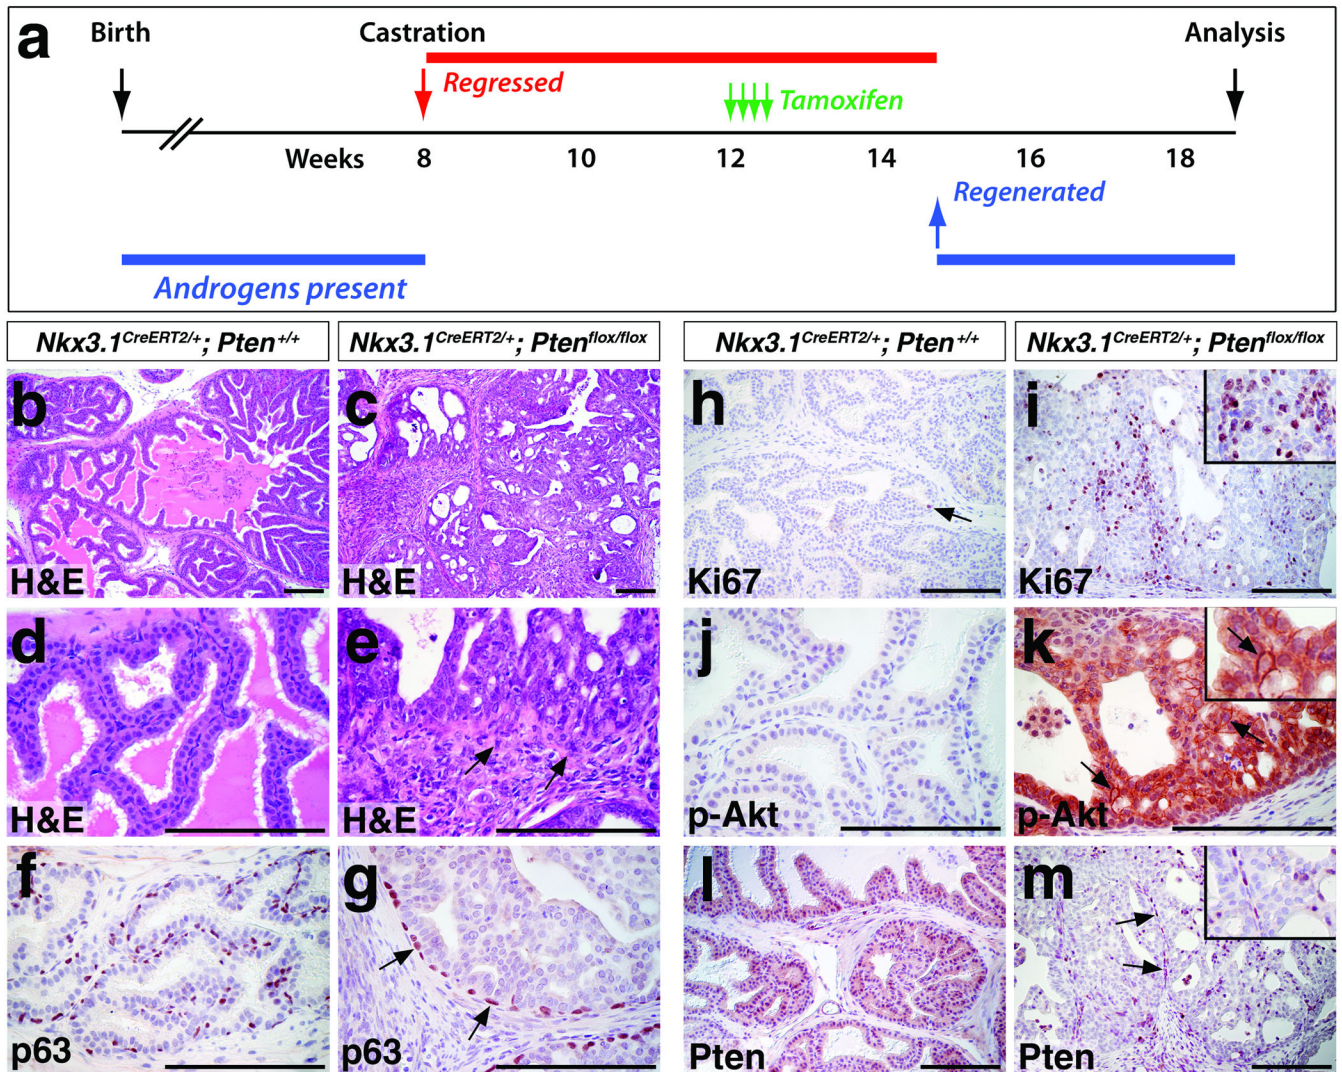 a
Birth
Castration
Analysis
Regressed
Tamoxifen
Weeks 8 10 12 14 16 18
Regenerated
Androgens present
Nkx3.1CreERT2/+; Pten+/+
Nkx3.1CreERT2/+; Ptenflox/flox
Nkx3.1CreERT2/+; Pten+/+
Nkx3.1CreERT2/+; Ptenflox/flox
b
H&E
c
H&E
h
Ki67
i
Ki67
d
H&E
e
H&E
j
p-Akt
k
p-Akt
f
p63
g
p63
l
Pten
m
Pten